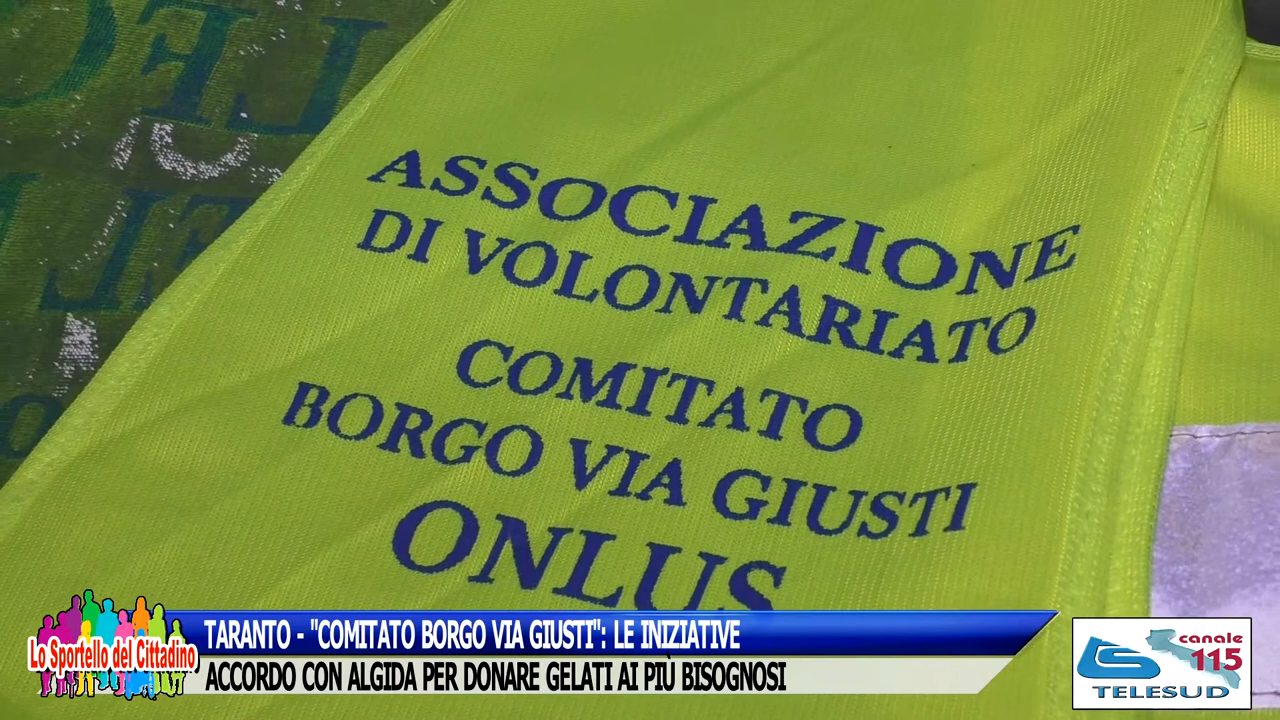 ASSOCIAZIONE
DI VOLONTARIATO
COMITATO
BORGO VIA GIUSTI
ONLUS
TARANTO - "COMITATO BORGO VIA GIUSTI": LE INIZIATIVE
ACCORDO CON ALGIDA PER DONARE GELATI AI PIÙ BISOGNOSI
Lo Sportello del Cittadino
canale
115
TELESUD